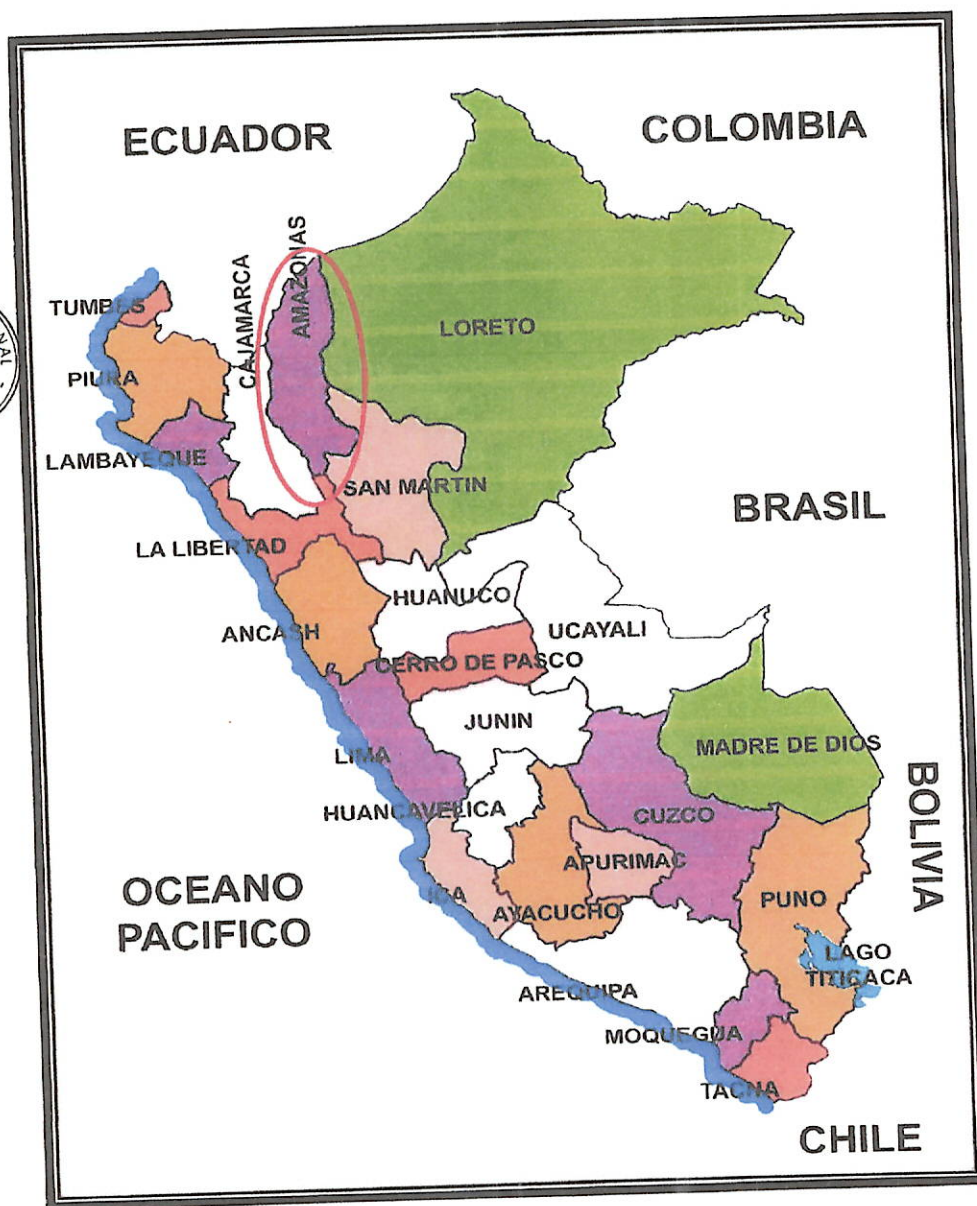 ECUADOR
COLOMBIA
CAJAMARCA
AMAZONAS
TUMBES
LORETO
NAL
PIURA
LAMBAYEQUE
SAN MARTIN
BRASIL
LA LIBERTAD
HUANUCO
ANCASH
UCAYALI
CERRO DE PASCO
JUNIN
LIMA
MADRE DE DIOS
HUANCAVELICA
CUZCO
BOLIVIA
APURIMAC
OCEANO
PACIFICO
ICA
AYACUCHO
PUNO
LAGO
TITICACA
AREQUIPA
MOQUEGUA
TACNA
CHILE